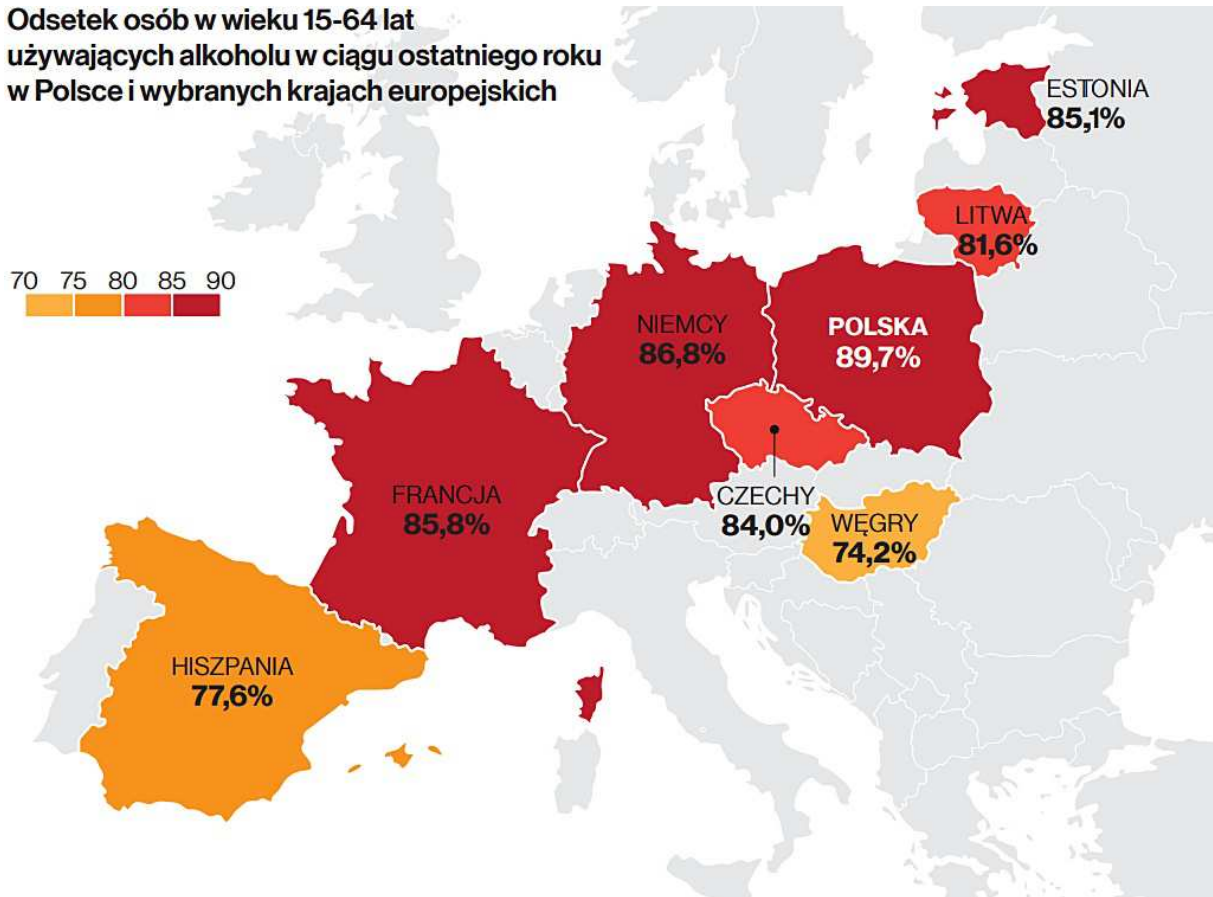 Odsetek osób w wieku 15-64 lat
używających alkoholu w ciągu ostatniego roku
w Polsce i wybranych krajach europejskich
ESTONIA
85,1%
LITWA
81,6%
70 75 80 85 90
NIEMCY
86,8%
POLSKA
89,7%
FRANCJA
85,8%
CZECHY
84,0%
WĘGRY
74,2%
HISZPANIA
77,6%